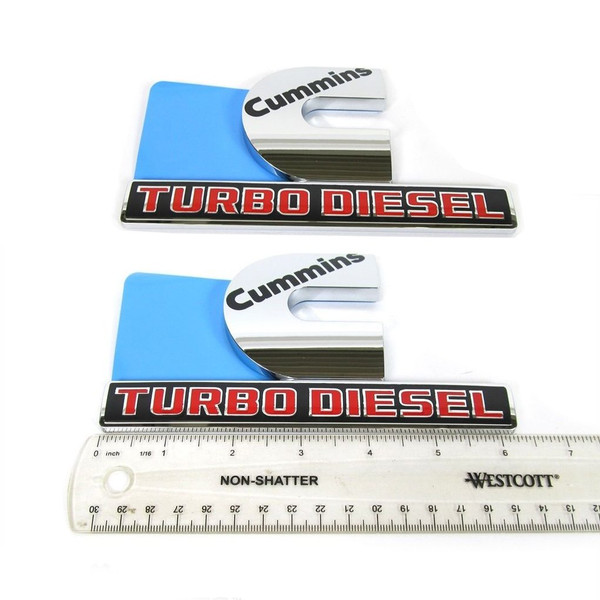 Cummins
TURBO DIESEL
Cummins
TURBO DIESEL
0 inch 1/16 1 2 3 4 5 6 7
NON-SHATTER WESTCOTT®
30 29 28 27 26 25 24 23 22 21 20 19 18 17 16 15 14 13 12